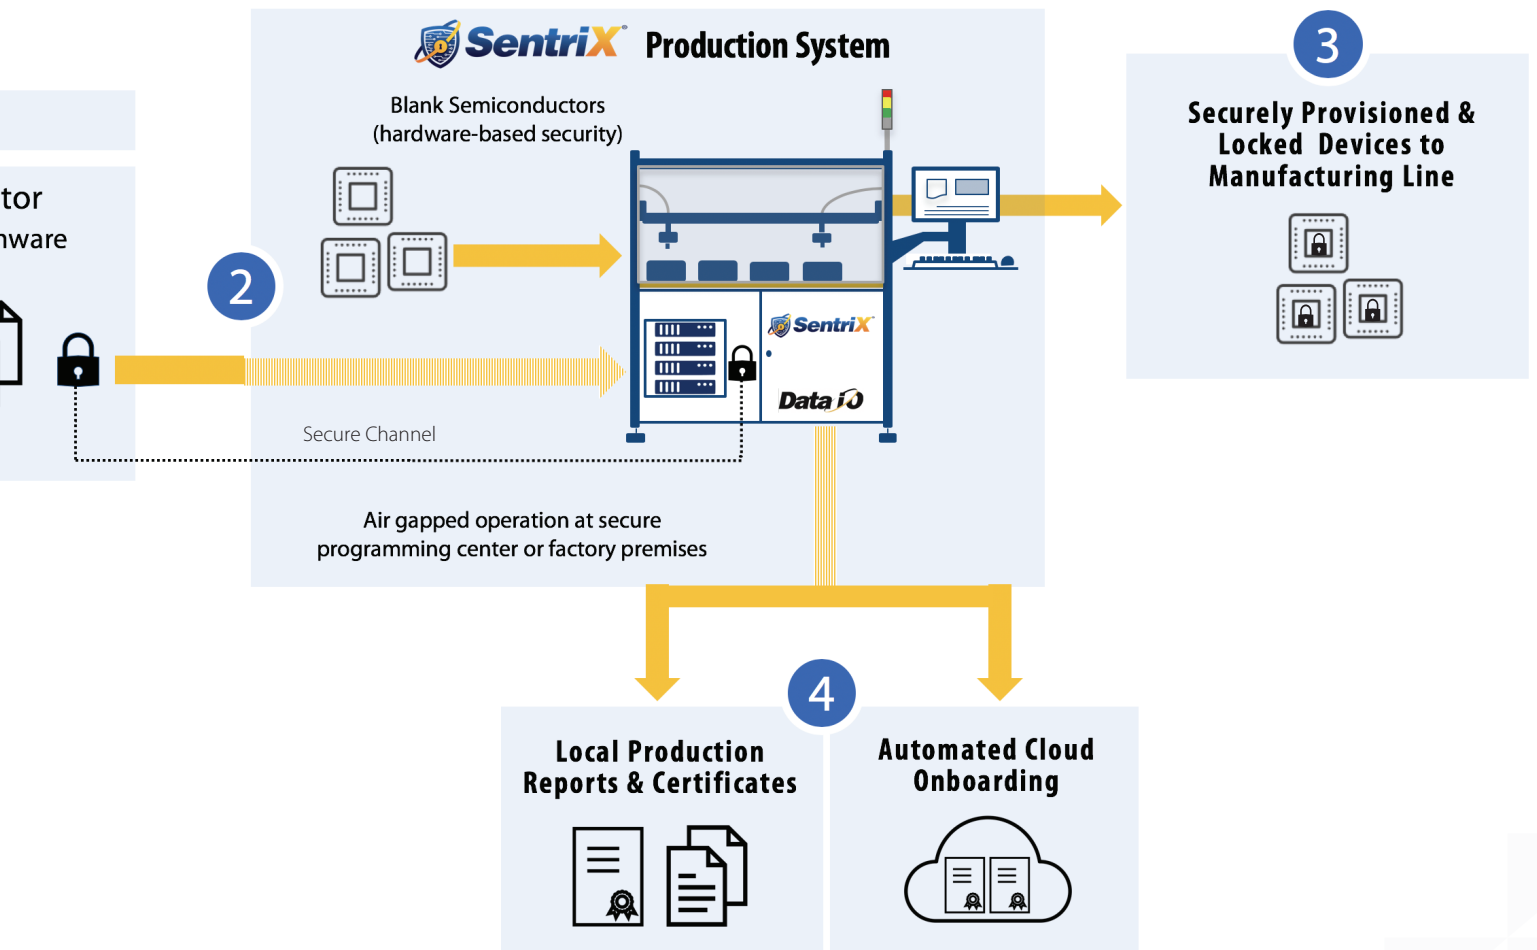 SentriX Production System
Blank Semiconductors
(hardware-based security)
2
SentriX
Data iO
Secure Channel
Air gapped operation at secure
programming center or factory premises
3
Securely Provisioned &
Locked Devices to
Manufacturing Line
4
Local Production
Reports & Certificates
Automated Cloud
Onboarding